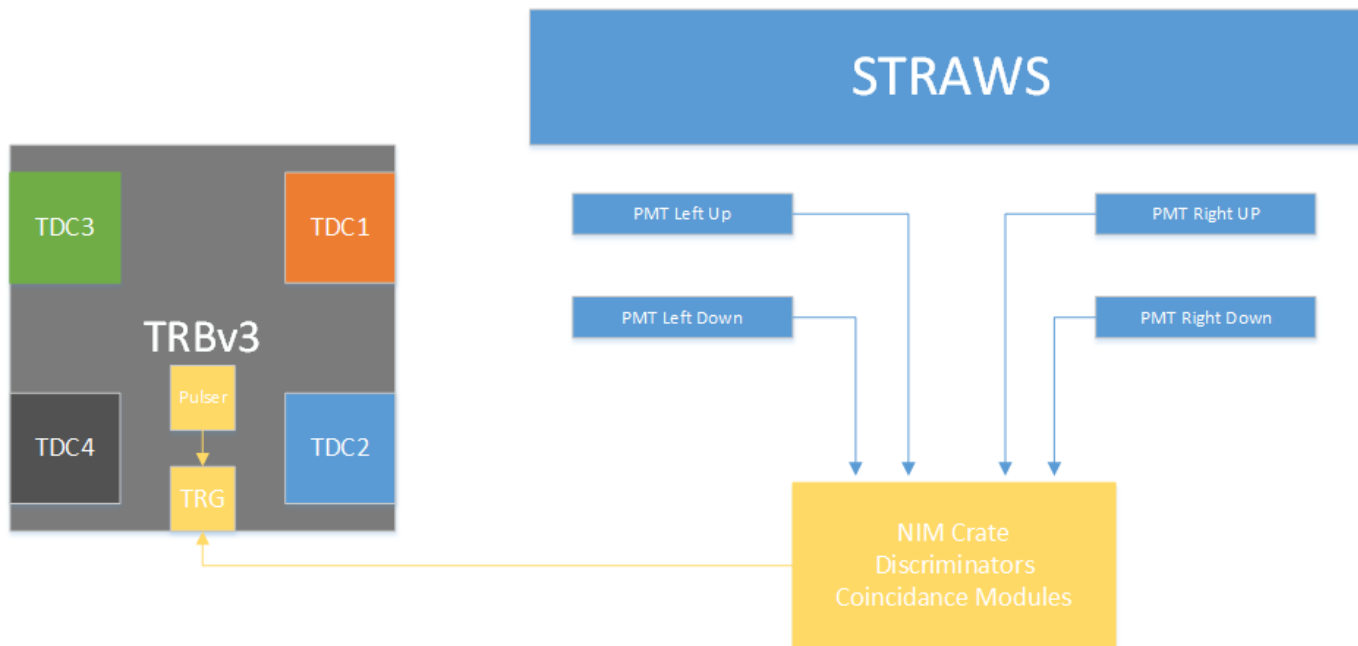 STRAWS
TDC3
TDC1
PMT Left Up
PMT Right UP
PMT Left Down
PMT Right Down
TRBv3
Pulser
TDC4
TDC2
TRG
NIM Crate
Discriminators
Coincidance Modules